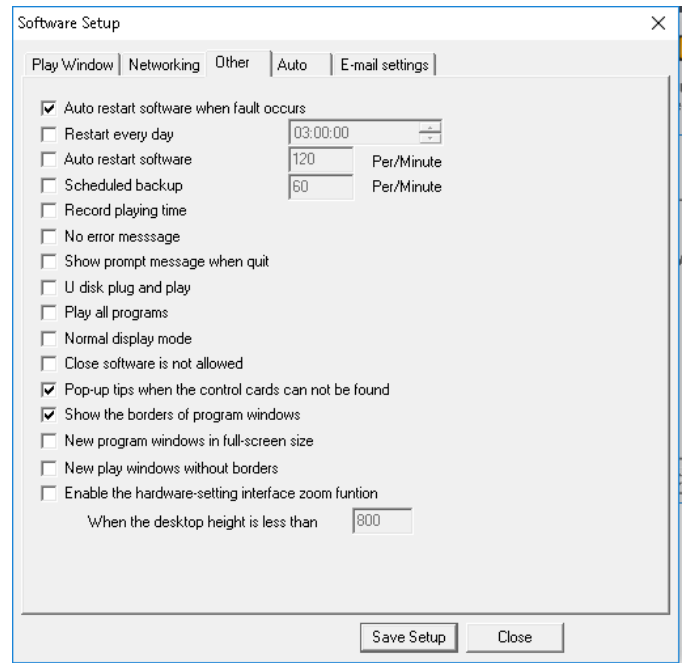 Software Setup
Play Window Networking Other Auto E-mail settings
Auto restart software when fault occurs
Restart every day 03:00:00
Auto restart software 120 Per/Minute
Scheduled backup 60 Per/Minute
Record playing time
No error messsage
Show prompt message when quit
U disk plug and play
Play all programs
Normal display mode
Close software is not allowed
Pop-up tips when the control cards can not be found
Show the borders of program windows
New program windows in full-screen size
New play windows without borders
Enable the hardware-setting interface zoom funtion
When the desktop height is less than 800
Save Setup Close